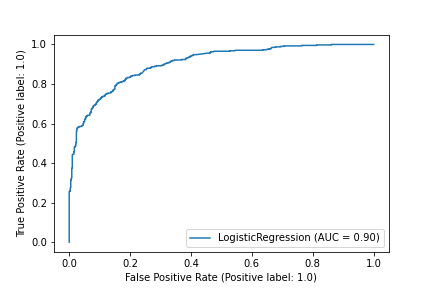 1.0
0.8
0.6
0.4
0.2
0.0
True Positive Rate (Positive label: 1.0)
LogisticRegression (AUC = 0.90)
0.0 0.2 0.4 0.6 0.8 1.0
False Positive Rate (Positive label: 1.0)